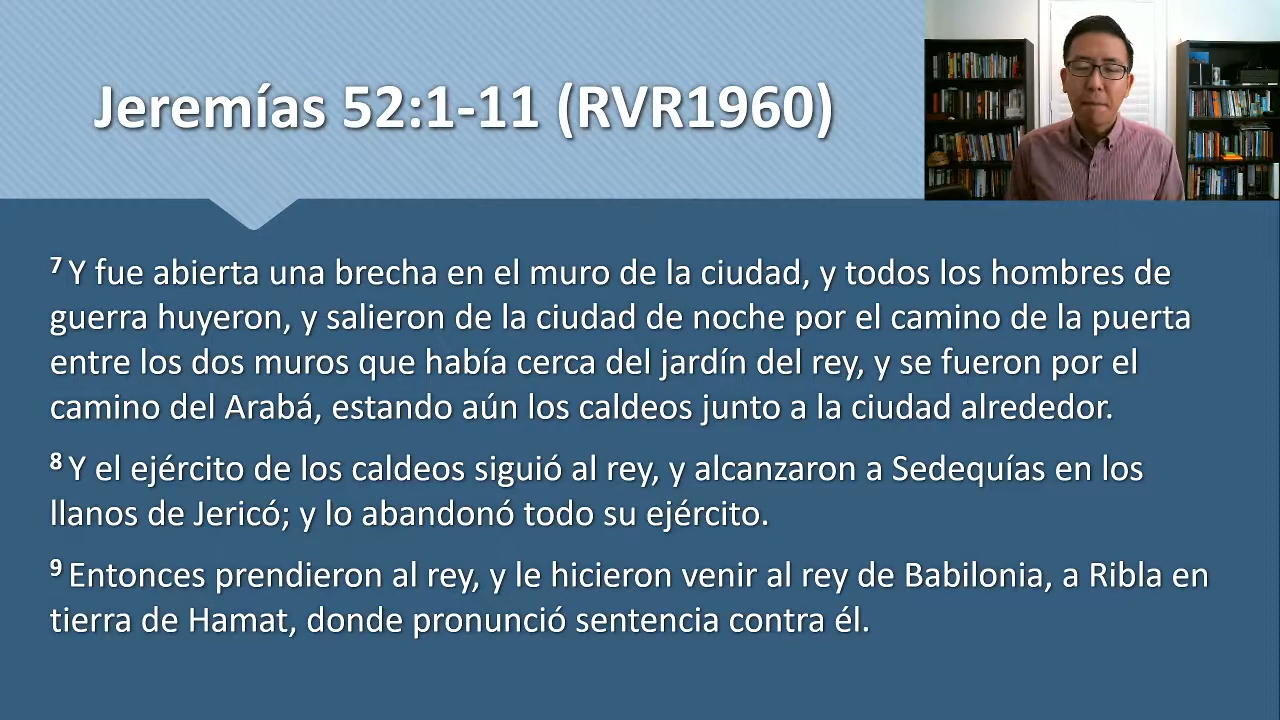 Jeremías 52:1-11 (RVR1960)
7 Y fue abierta una brecha en el muro de la ciudad, y todos los hombres de
guerra huyeron, y salieron de la ciudad de noche por el camino de la puerta
entre los dos muros que había cerca del jardín del rey, y se fueron por el
camino del Arabá, estando aún los caldeos junto a la ciudad alrededor.
8 Y el ejército de los caldeos siguió al rey, y alcanzaron a Sedequías en los
llanos de Jericó; y lo abandonó todo su ejército.
9 Entonces prendieron al rey, y le hicieron venir al rey de Babilonia, a Ribla en
tierra de Hamat, donde pronunció sentencia contra él.